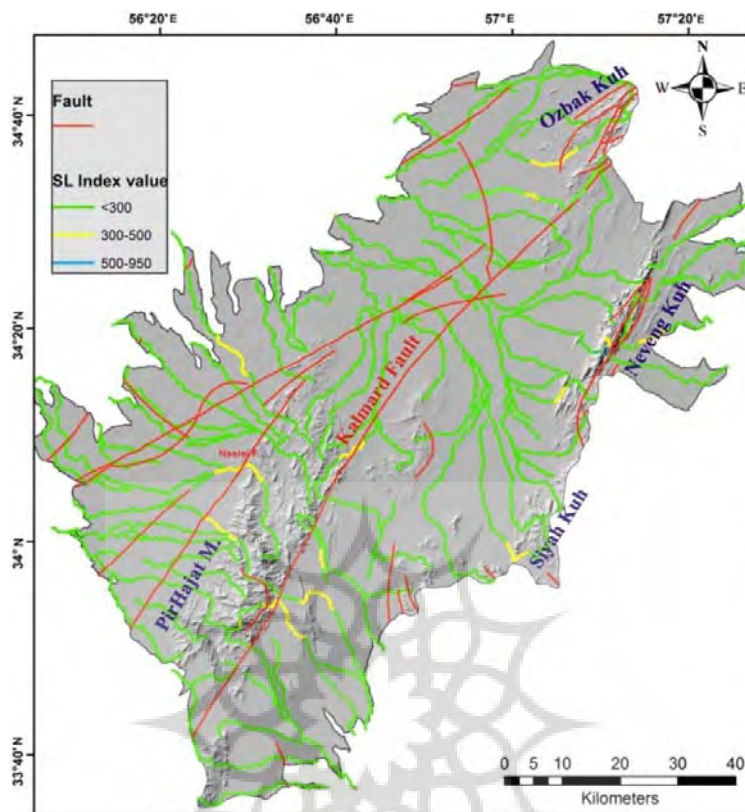 56°20' 56°40' 57°0' 57°20'
34°40'
34°20'
34°0'
33°40'
N
W E
S
Fault
SL Index value
<300
300-500
500-950
Ozbak Kuh
Neveng Kuh
Kalmard Fault
Siyah Kuh
PirHajat M.
0 5 10 20 30 40
Kilometers